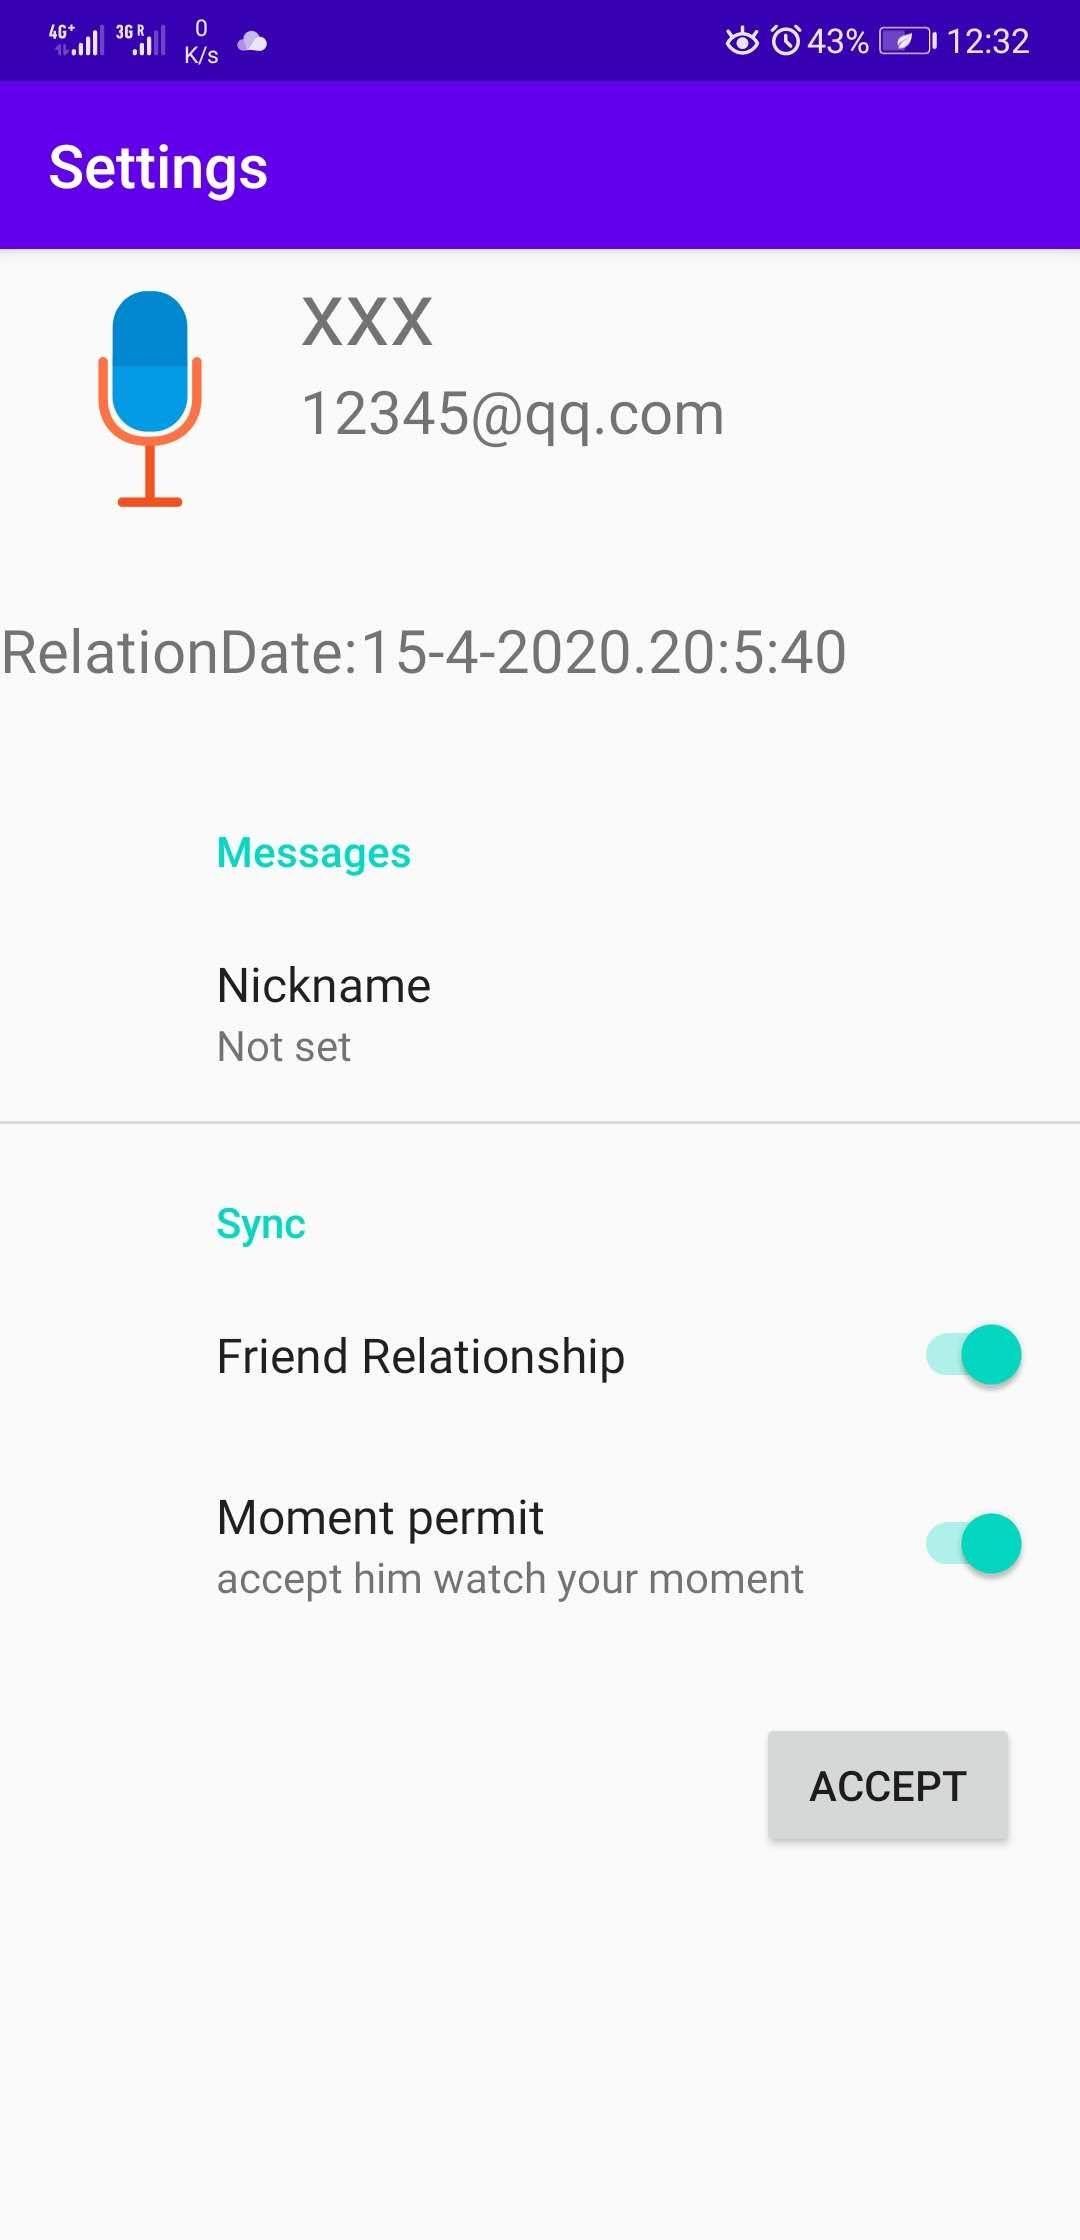 4G+ 3G R 0 K/s 43% 12:32
Settings
XXX
12345@qq.com
RelationDate:15-4-2020.20:5:40
Messages
Nickname
Not set
Sync
Friend Relationship
Moment permit
accept him watch your moment
ACCEPT